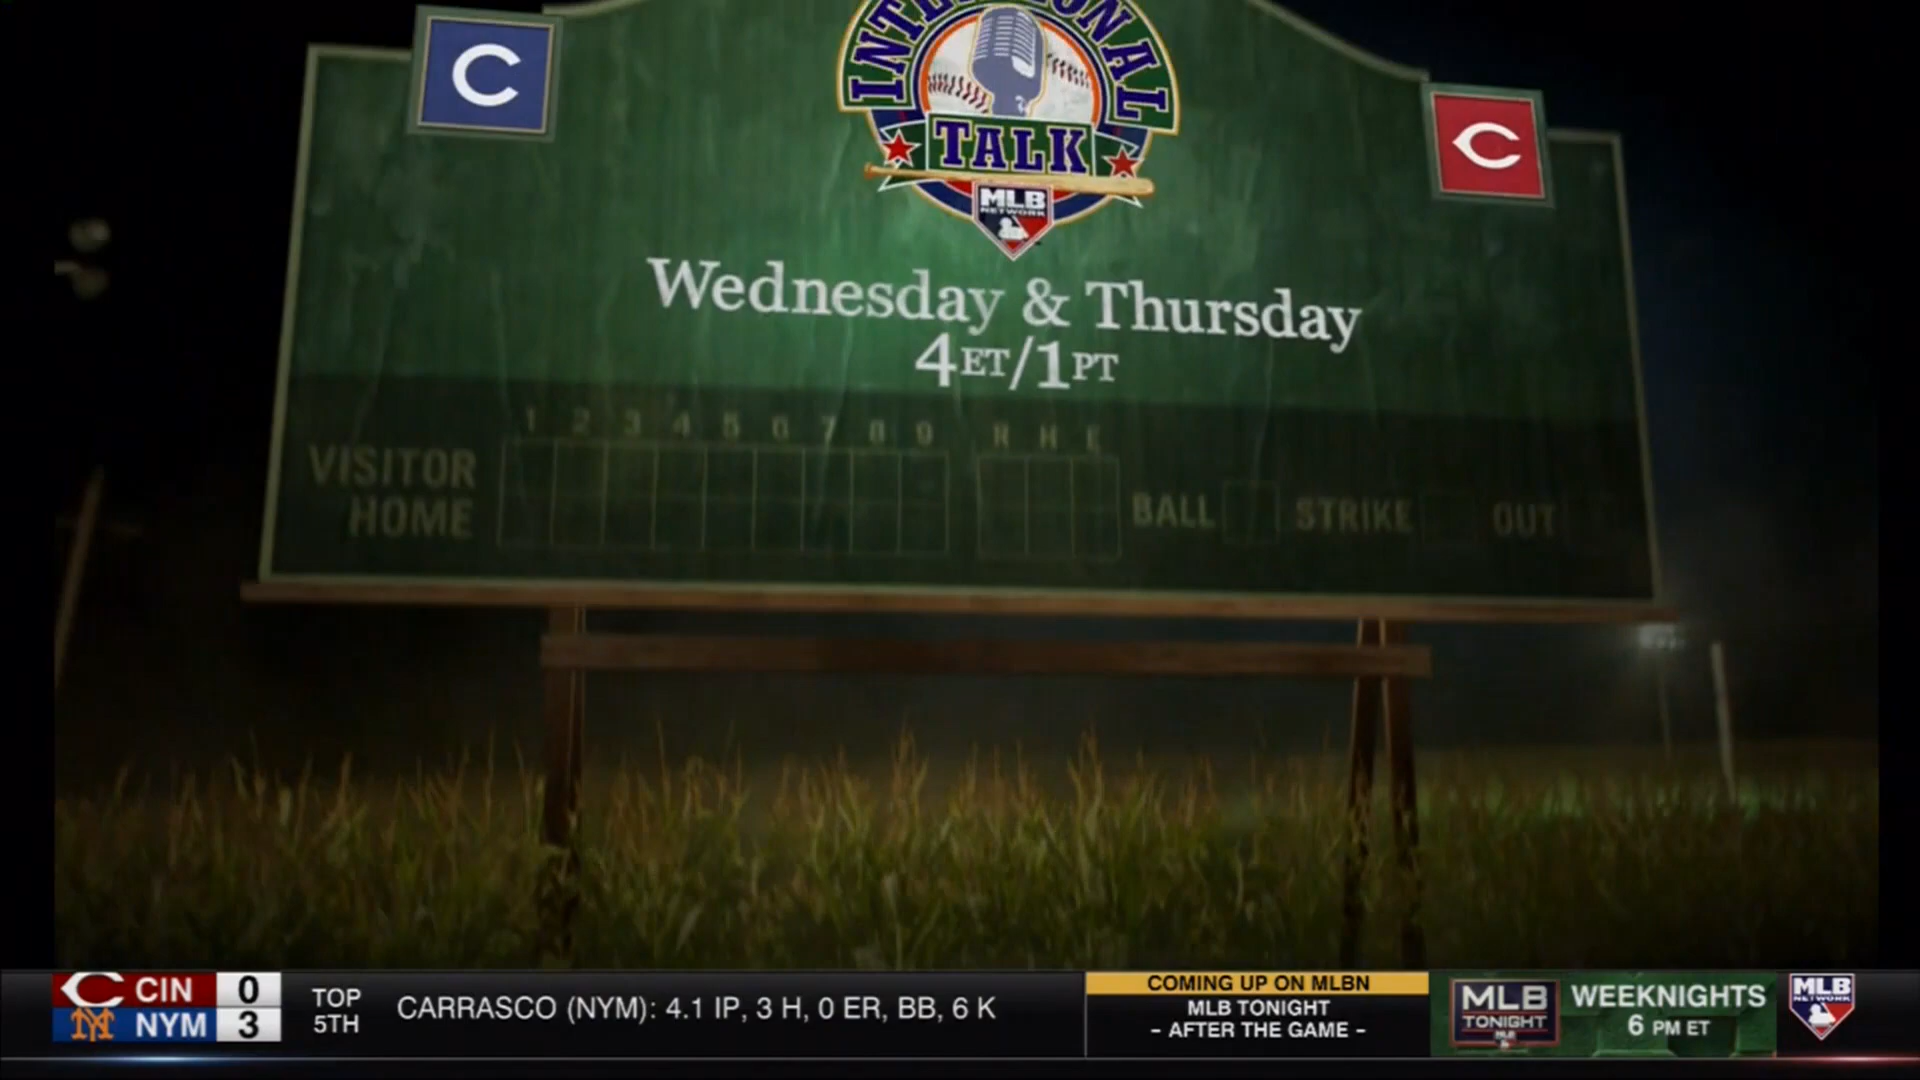 C
INTENTIONAL
C
TALK
MLB
NETWORK
Wednesday & Thursday
4ET/1PT
1 2 3 4 5 6 7 8 9 R H E
VISITOR
HOME
BALL STRIKE OUT
CIN 0
NYM 3
TOP
5TH
CARRASCO (NYM): 4.1 IP, 3 H, 0 ER, BB, 6 K
COMING UP ON MLBN
MLB TONIGHT
- AFTER THE GAME -
MLB
TONIGHT
WEEKNIGHTS
6 PM ET
MLB
NETWORK